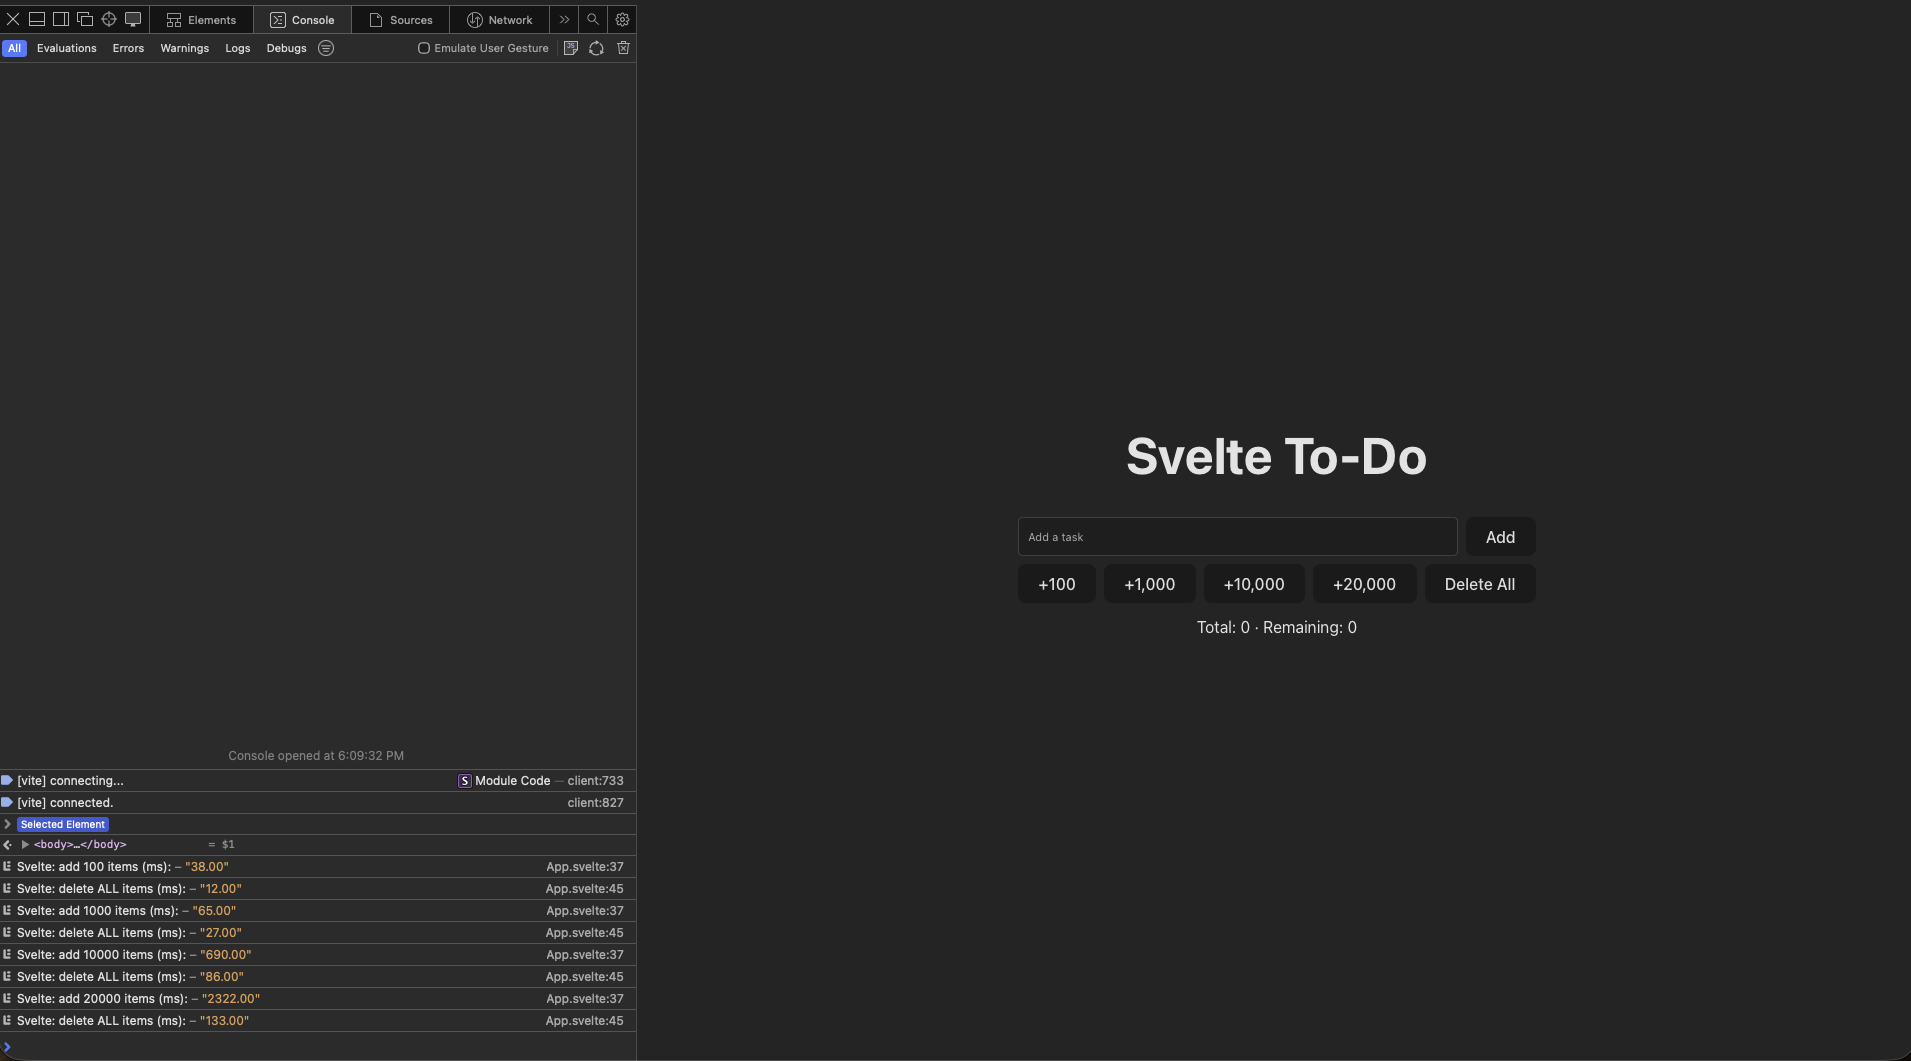 Elements Console Sources Network
All Evaluations Errors Warnings Logs Debugs Emulate User Gesture
Console opened at 6:09:32 PM
[vite] connecting... S Module Code — client:733
[vite] connected. client:827
Selected Element
<body>…</body> = $1
Svelte: add 100 items (ms): – "38.00" App.svelte:37
Svelte: delete ALL items (ms): – "12.00" App.svelte:45
Svelte: add 1000 items (ms): – "65.00" App.svelte:37
Svelte: delete ALL items (ms): – "27.00" App.svelte:45
Svelte: add 10000 items (ms): – "690.00" App.svelte:37
Svelte: delete ALL items (ms): – "86.00" App.svelte:45
Svelte: add 20000 items (ms): – "2322.00" App.svelte:37
Svelte: delete ALL items (ms): – "133.00" App.svelte:45
Svelte To-Do
Add a task Add
+100 +1,000 +10,000 +20,000 Delete All
Total: 0 · Remaining: 0